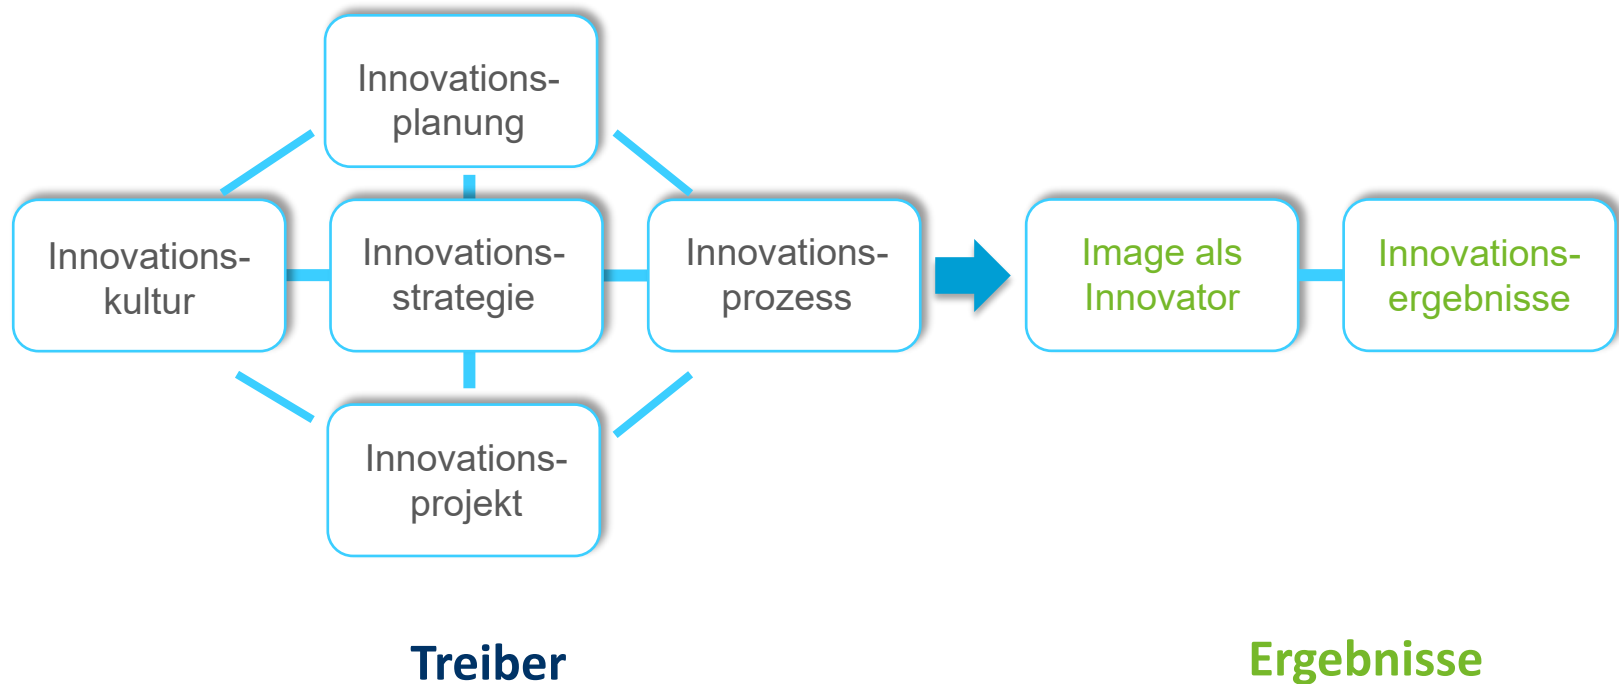 Innovations-
planung
Innovations-
kultur
Innovations-
strategie
Innovations-
prozess
Image als
Innovator
Innovations-
ergebnisse
Innovations-
projekt
Treiber
Ergebnisse